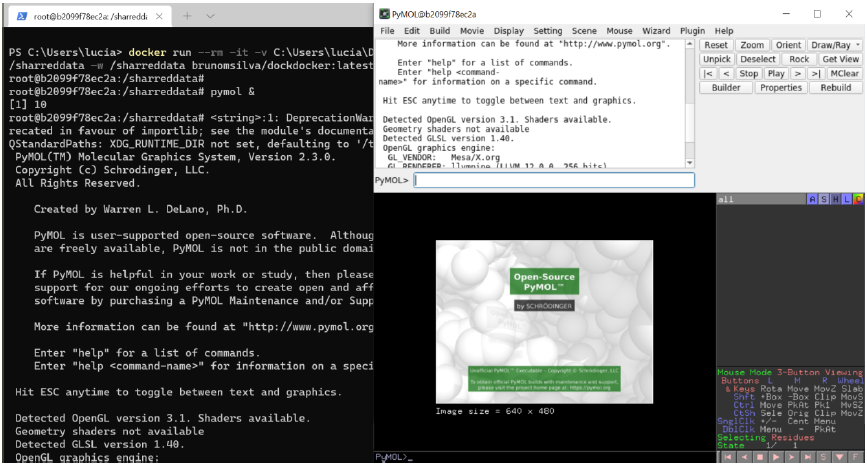 root@b2099f78ec2a: /sharredda
PS C:\Users\lucia> docker run --rm -it -v C:\Users\lucia\D
/sharreddata -w /sharreddata brunomsilva/dockdocker:latest
root@b2099f78ec2a:/sharreddata#
root@b2099f78ec2a:/sharreddata# pymol &
[1] 10
root@b2099f78ec2a:/sharreddata# <string>:1: DeprecationWar
recated in favour of importlib; see the module's documenta
QStandardPaths: XDG_RUNTIME_DIR not set, defaulting to '/t
PyMOL(TM) Molecular Graphics System, Version 2.3.0.
Copyright (c) Schrodinger, LLC.
All Rights Reserved.
Created by Warren L. DeLano, Ph.D.
PyMOL is user-supported open-source software. Althoug
are freely available, PyMOL is not in the public domai
If PyMOL is helpful in your work or study, then please
support for our ongoing efforts to create open and aff
software by purchasing a PyMOL Maintenance and/or Supp
More information can be found at "http://www.pymol.org
Enter "help" for a list of commands.
Enter "help <command-name>" for information on a speci
Hit ESC anytime to toggle between text and graphics.
Detected OpenGL version 3.1. Shaders available.
Geometry shaders not available
Detected GLSL version 1.40.
OpenGL graphics engine:
PyMOL@b2099f78ec2a
File Edit Build Movie Display Setting Scene Mouse Wizard Plugin Help
More information can be found at "http://www.pymol.org".
Enter "help" for a list of commands.
Enter "help <command-
name>" for information on a specific command.
Hit ESC anytime to toggle between text and graphics.
Detected OpenGL version 3.1. Shaders available.
Geometry shaders not available
Detected GLSL version 1.40.
OpenGL graphics engine:
GL_VENDOR: Mesa/X.org
GL_RENDERER: llvmpipe (LLVM 12.0.0, 256 bits)
PyMOL>
Reset Zoom Orient Draw/Ray
Unpick Deselect Rock Get View
|< < Stop Play > >| MClear
Builder Properties Rebuild
all A S H L C
Open-Source
PyMOL™
by SCHRÖDINGER
Unofficial PyMOL™ Executable - Copyright © Schrodinger, LLC
To obtain official PyMOL builds with maintenance and support,
please visit the project home page at: https://pymol.org
Image size = 640 x 480
Mouse Mode 3-Button Viewing
Buttons L M R Wheel
& Keys Rota Move MovZ Slab
Shft +Box -Box Clip MovS
Ctrl Move PkAt Pk1 MvSZ
CtSh Sele Orig Clip MovZ
SnglClk +/- Cent Menu
DblClk Menu - PkAt
Selecting Residues
State 1/ 1
PyMOL>_
S F